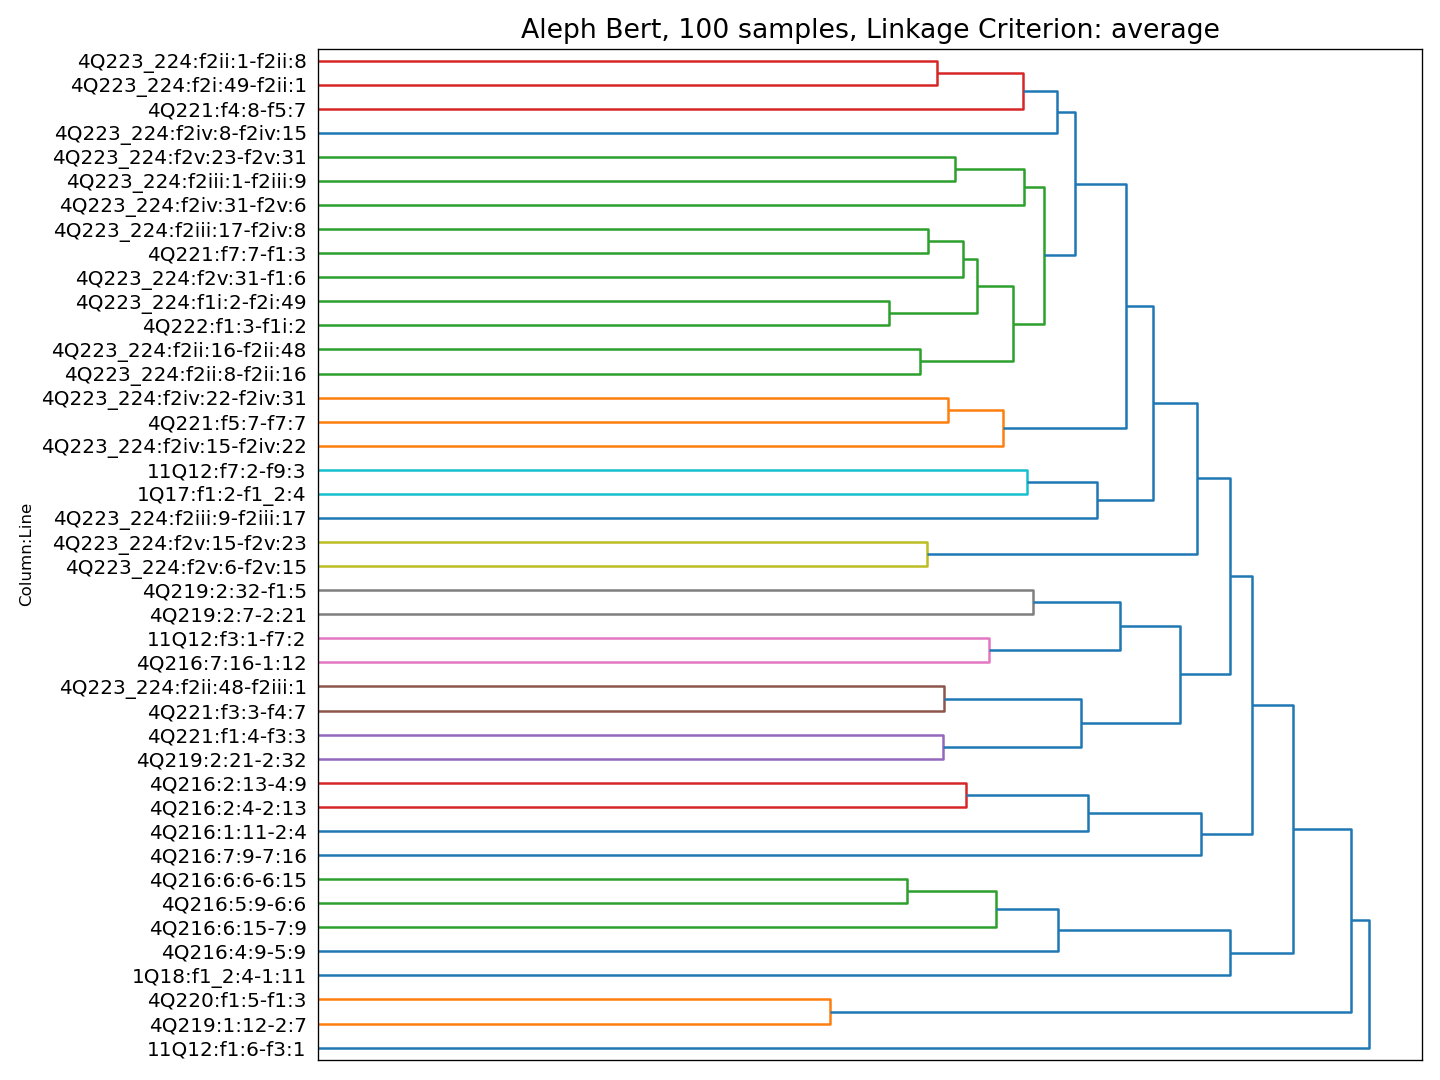 Aleph Bert, 100 samples, Linkage Criterion: average
4Q223_224:f2ii:1-f2ii:8
4Q223_224:f2i:49-f2ii:1
4Q221:f4:8-f5:7
4Q223_224:f2iv:8-f2iv:15
4Q223_224:f2v:23-f2v:31
4Q223_224:f2iii:1-f2iii:9
4Q223_224:f2iv:31-f2v:6
4Q223_224:f2iii:17-f2iv:8
4Q221:f7:7-f1:3
4Q223_224:f2v:31-f1:6
4Q223_224:f1i:2-f2i:49
4Q222:f1:3-f1i:2
4Q223_224:f2ii:16-f2ii:48
4Q223_224:f2ii:8-f2ii:16
4Q223_224:f2iv:22-f2iv:31
4Q221:f5:7-f7:7
4Q223_224:f2iv:15-f2iv:22
11Q12:f7:2-f9:3
1Q17:f1:2-f1_2:4
4Q223_224:f2iii:9-f2iii:17
4Q223_224:f2v:15-f2v:23
4Q223_224:f2v:6-f2v:15
4Q219:2:32-f1:5
4Q219:2:7-2:21
11Q12:f3:1-f7:2
4Q216:7:16-1:12
4Q223_224:f2ii:48-f2iii:1
4Q221:f3:3-f4:7
4Q221:f1:4-f3:3
4Q219:2:21-2:32
4Q216:2:13-4:9
4Q216:2:4-2:13
4Q216:1:11-2:4
4Q216:7:9-7:16
4Q216:6:6-6:15
4Q216:5:9-6:6
4Q216:6:15-7:9
4Q216:4:9-5:9
1Q18:f1_2:4-1:11
4Q220:f1:5-f1:3
4Q219:1:12-2:7
11Q12:f1:6-f3:1
Column:Line